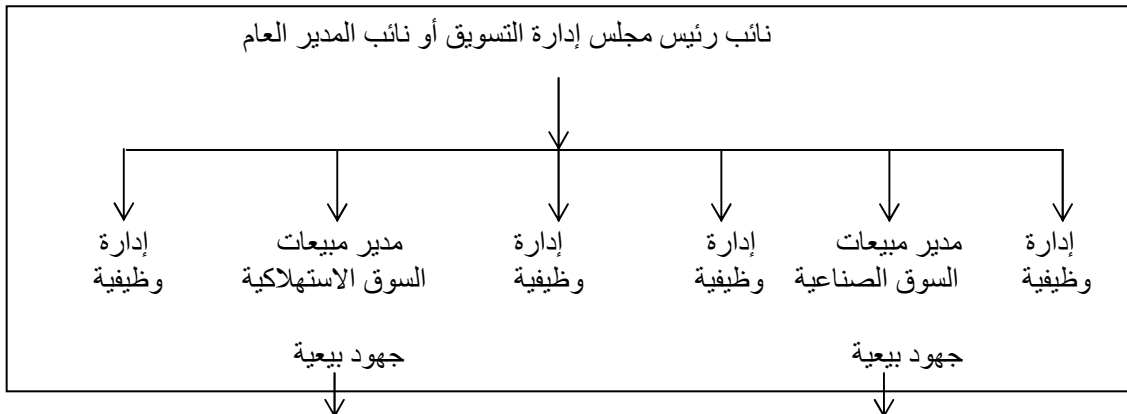 نائب رئيس مجلس إدارة التسويق أو نائب المدير العام
إدارة
وظيفية
مدير مبيعات
السوق الصناعية
إدارة
وظيفية
إدارة
وظيفية
مدير مبيعات
السوق الاستهلاكية
إدارة
وظيفية
جهود بيعية
جهود بيعية